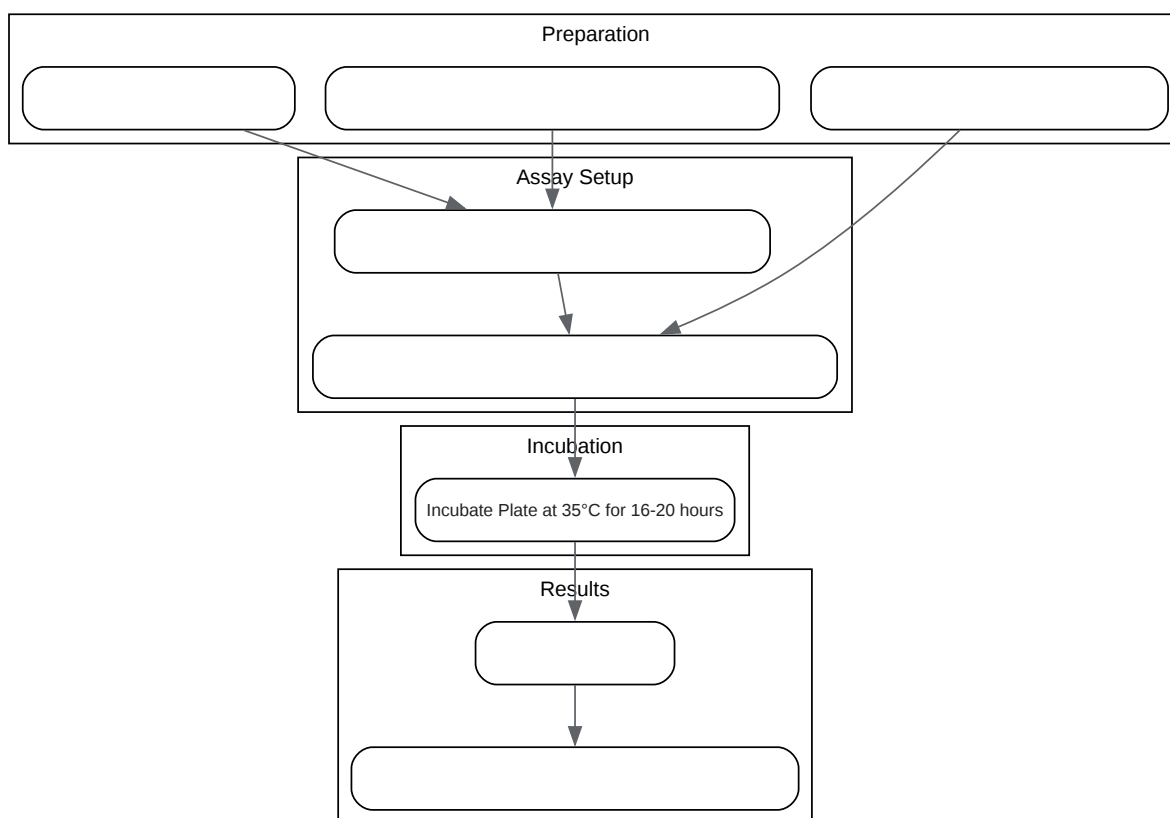 Preparation
Assay Setup
Incubation
Incubate Plate at 35°C for 16-20 hours
Results